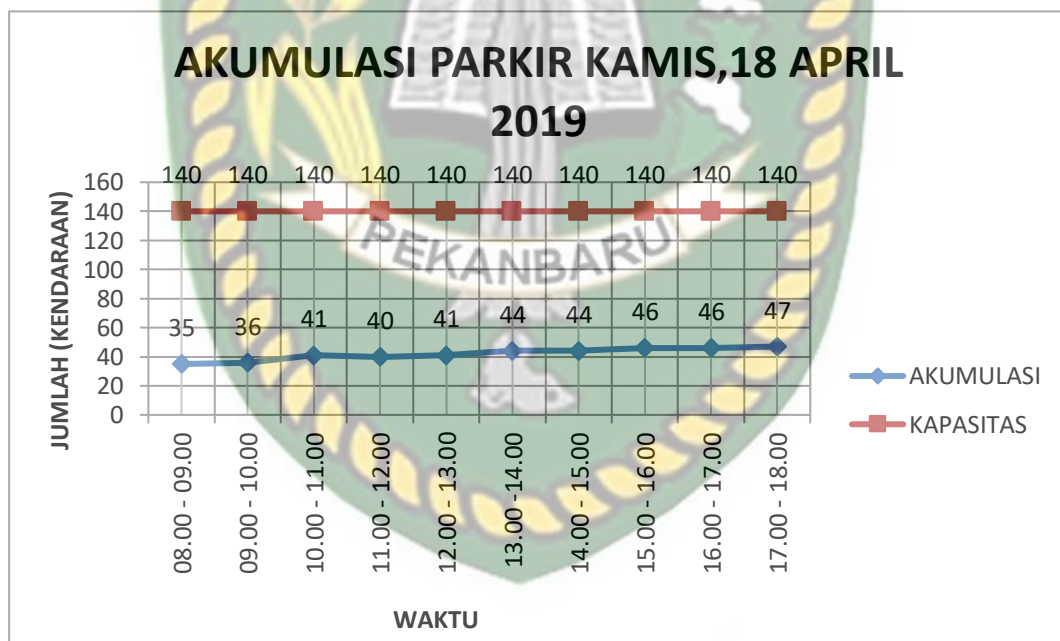 AKUMULASI PARKIR KAMIS,18 APRIL
2019
140 140 140 140 140 140 140 140 140 140
160
140
120
100
80
60
40
20
0
PEKANBARU
35 36 41 40 41 44 44 46 46 47
JUMLAH (KENDARAAN)
AKUMULASI
KAPASITAS
08.00 - 09.00
09.00 - 10.00
10.00 - 11.00
11.00 - 12.00
12.00 - 13.00
13.00 -14.00
14.00 - 15.00
15.00 - 16.00
16.00 - 17.00
17.00 - 18.00
WAKTU